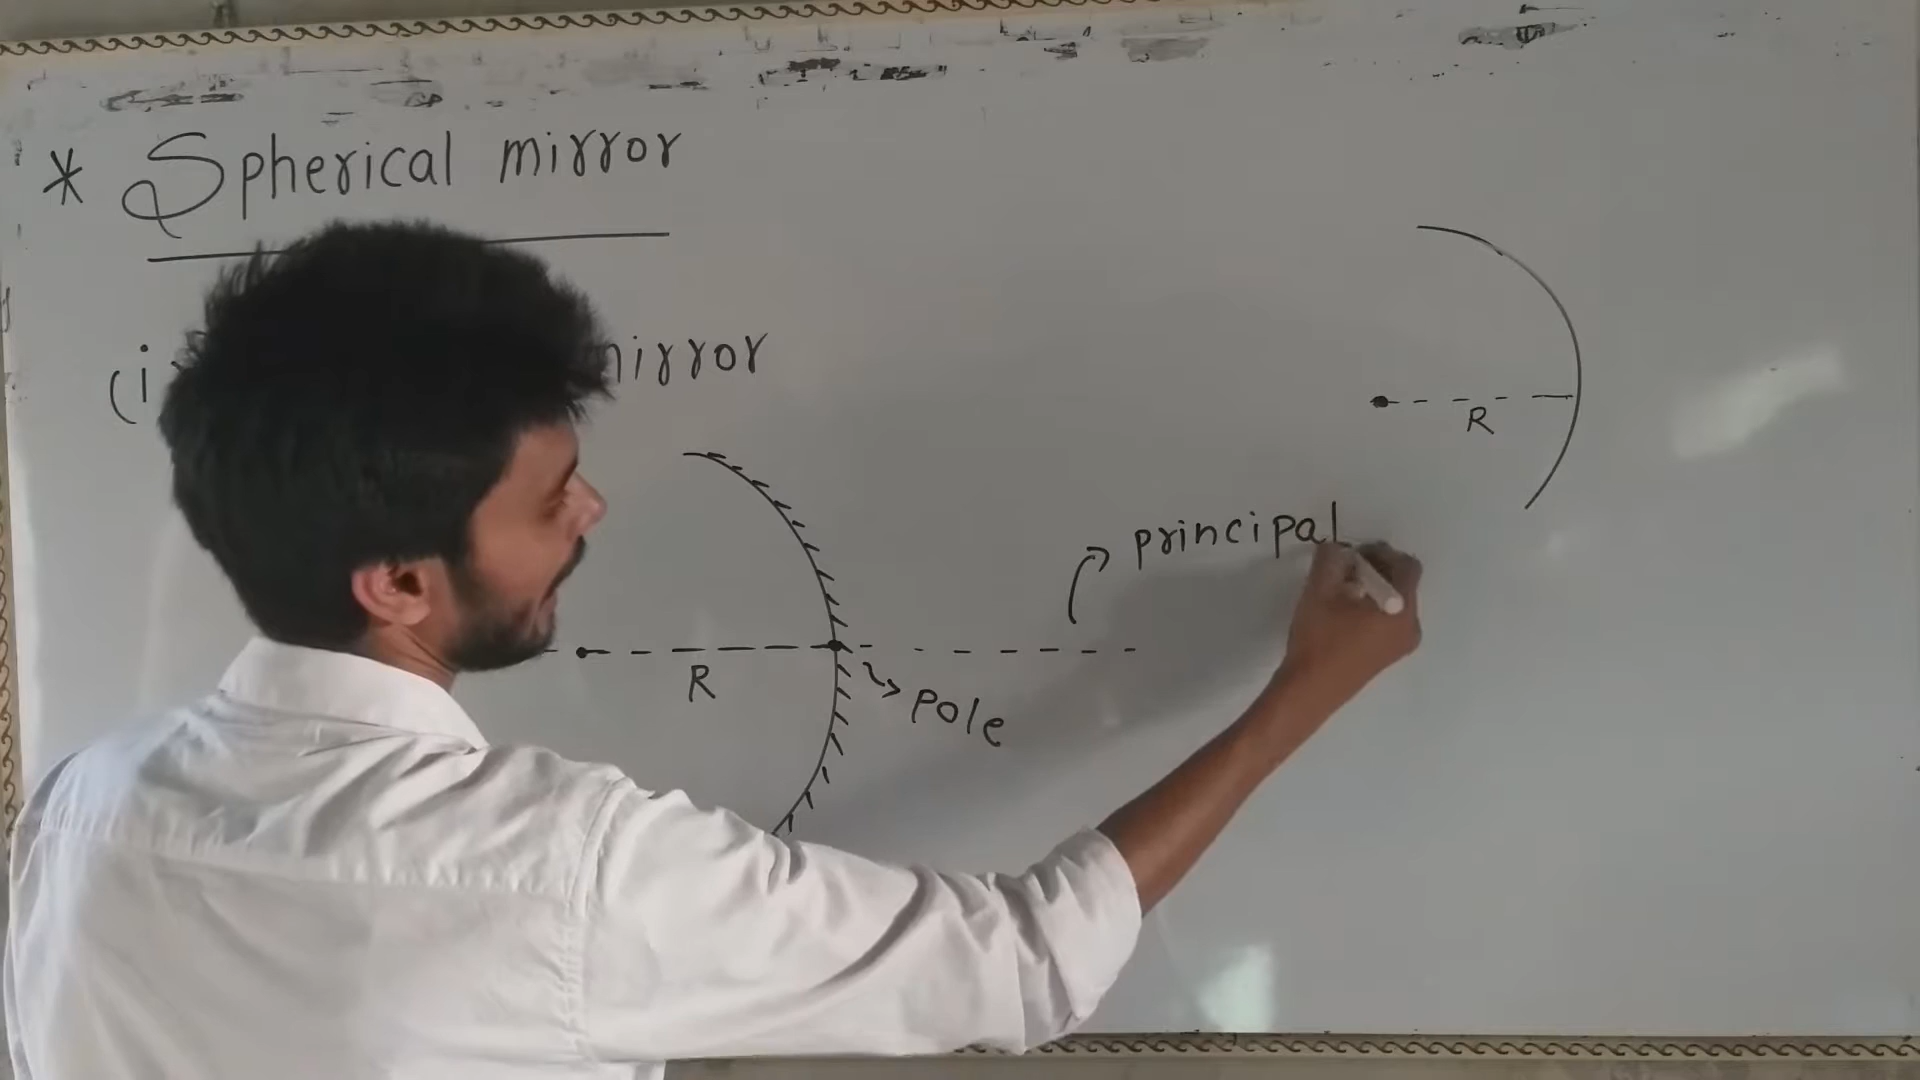 * Spherical mirror
(i mirror
R
principal
R
Pole